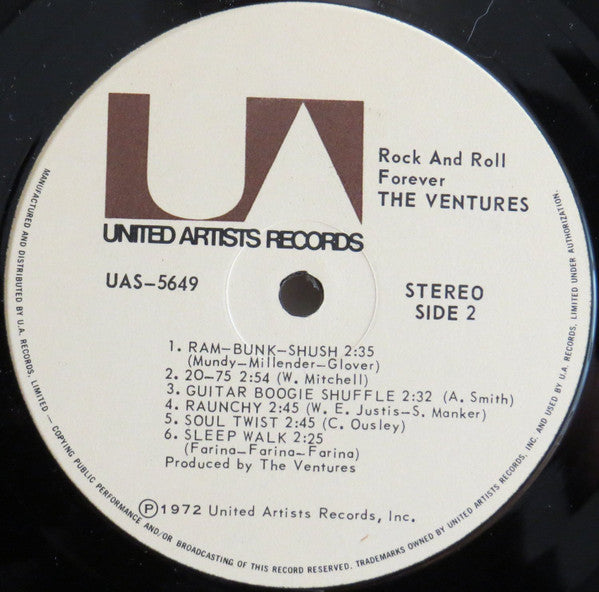 UA
UNITED ARTISTS RECORDS
Rock And Roll
Forever
THE VENTURES
UAS-5649
STEREO
SIDE 2
1. RAM-BUNK-SHUSH 2:35
(Mundy-Millender-Glover)
2. 20-75 2:54 (W. Mitchell)
3. GUITAR BOOGIE SHUFFLE 2:32 (A. Smith)
4. RAUNCHY 2:45 (W. E. Justis-S. Manker)
5. SOUL TWIST 2:45 (C. Ousley)
6. SLEEP WALK 2:25
(Farina-Farina-Farina)
Produced by The Ventures
Ⓟ1972 United Artists Records, Inc.
MANUFACTURED AND DISTRIBUTED BY U.A. RECORDS, LIMITED — COPYING PUBLIC PERFORMANCE AND/OR BROADCASTING OF THIS RECORD RESERVED. TRADEMARKS OWNED BY UNITED ARTISTS RECORDS, INC. AND USED BY U.A. RECORDS, LIMITED UNDER AUTHORIZATION.